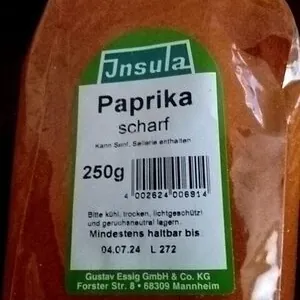 Insula
Paprika
scharf
Kann Senf, Sellerie enthalten
250g
4 002624 006914
Bitte kühl, trocken, lichtgeschützt
und geruchsneutral lagern.
Mindestens haltbar bis
04.07.24 L 272
Gustav Essig GmbH & Co. KG
Forster Str. 8 • 68309 Mannheim